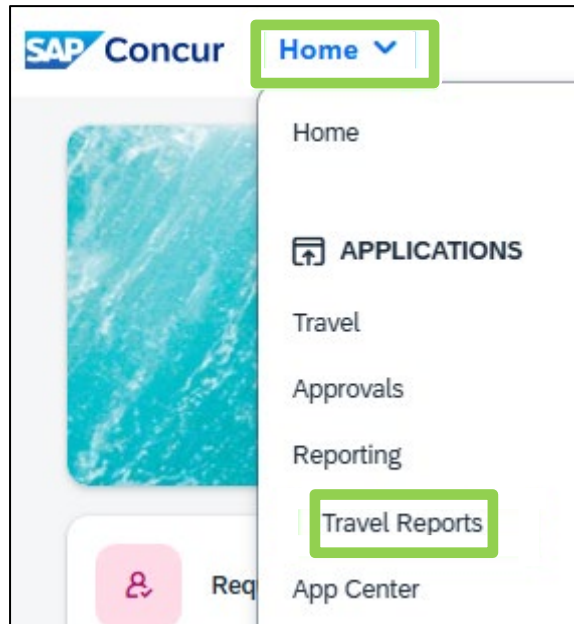 SAP Concur Home
Home
APPLICATIONS
Travel
Approvals
Reporting
Travel Reports
Req App Center